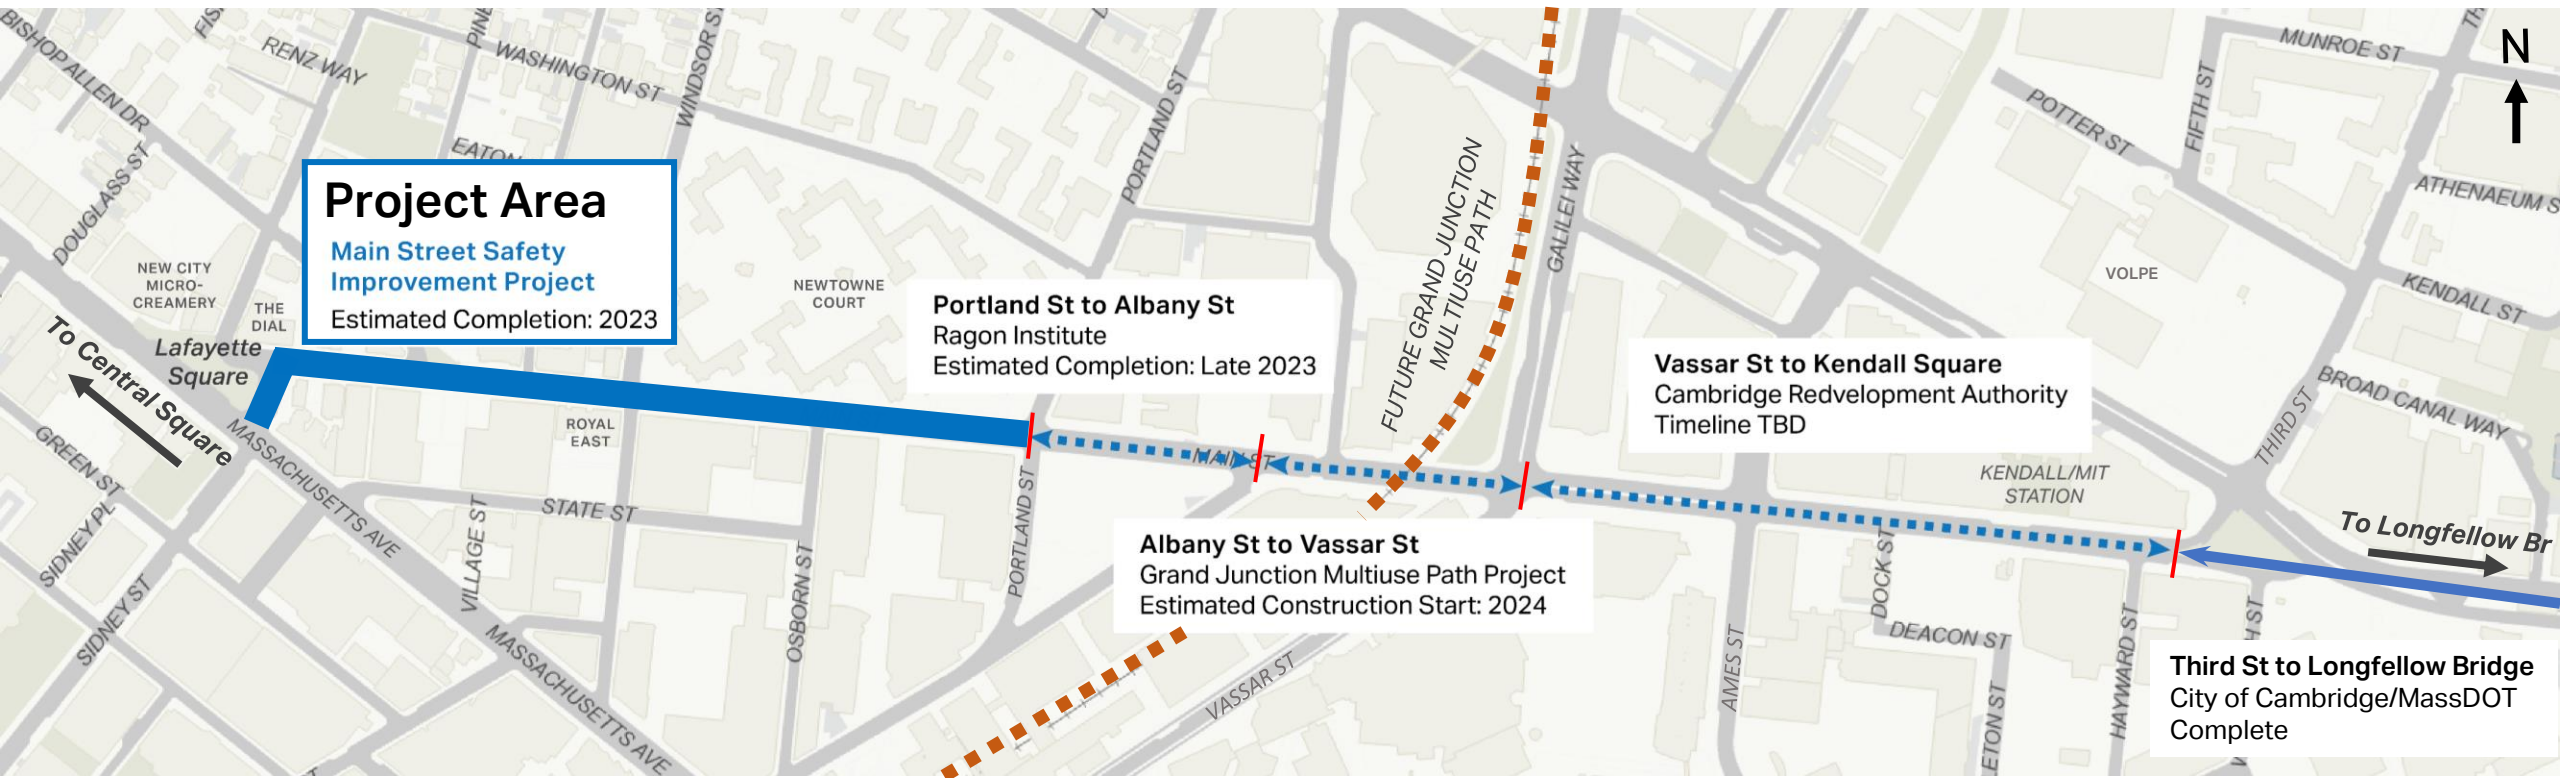 BISHOP ALLEN DR
RENZ WAY
WASHINGTON ST
WINDSOR ST
PORTLAND ST
DOUGLASS ST
EATON
GALILEI WAY
POTTER ST
FIFTH ST
MUNROE ST
ATHENAEUM S
KENDALL ST
VOLPE
N
Project Area
Main Street Safety
Improvement Project
Estimated Completion: 2023
NEW CITY
MICRO-
CREAMERY
THE
DIAL
Lafayette
Square
To Central Square
NEWTOWNE
COURT
Portland St to Albany St
Ragon Institute
Estimated Completion: Late 2023
FUTURE GRAND JUNCTION
MULTIUSE PATH
Vassar St to Kendall Square
Cambridge Redvelopment Authority
Timeline TBD
BROAD CANAL WAY
THIRD ST
KENDALL/MIT
STATION
To Longfellow Br
MAIN ST
ROYAL
EAST
MASSACHUSETTS AVE
GREEN ST
SIDNEY PL
SIDNEY ST
STATE ST
VILLAGE ST
OSBORN ST
PORTLAND ST
MASSACHUSETTS AVE
Albany St to Vassar St
Grand Junction Multiuse Path Project
Estimated Construction Start: 2024
VASSAR ST
AMES ST
DOCK ST
DEACON ST
HAYWARD ST
Third St to Longfellow Bridge
City of Cambridge/MassDOT
Complete